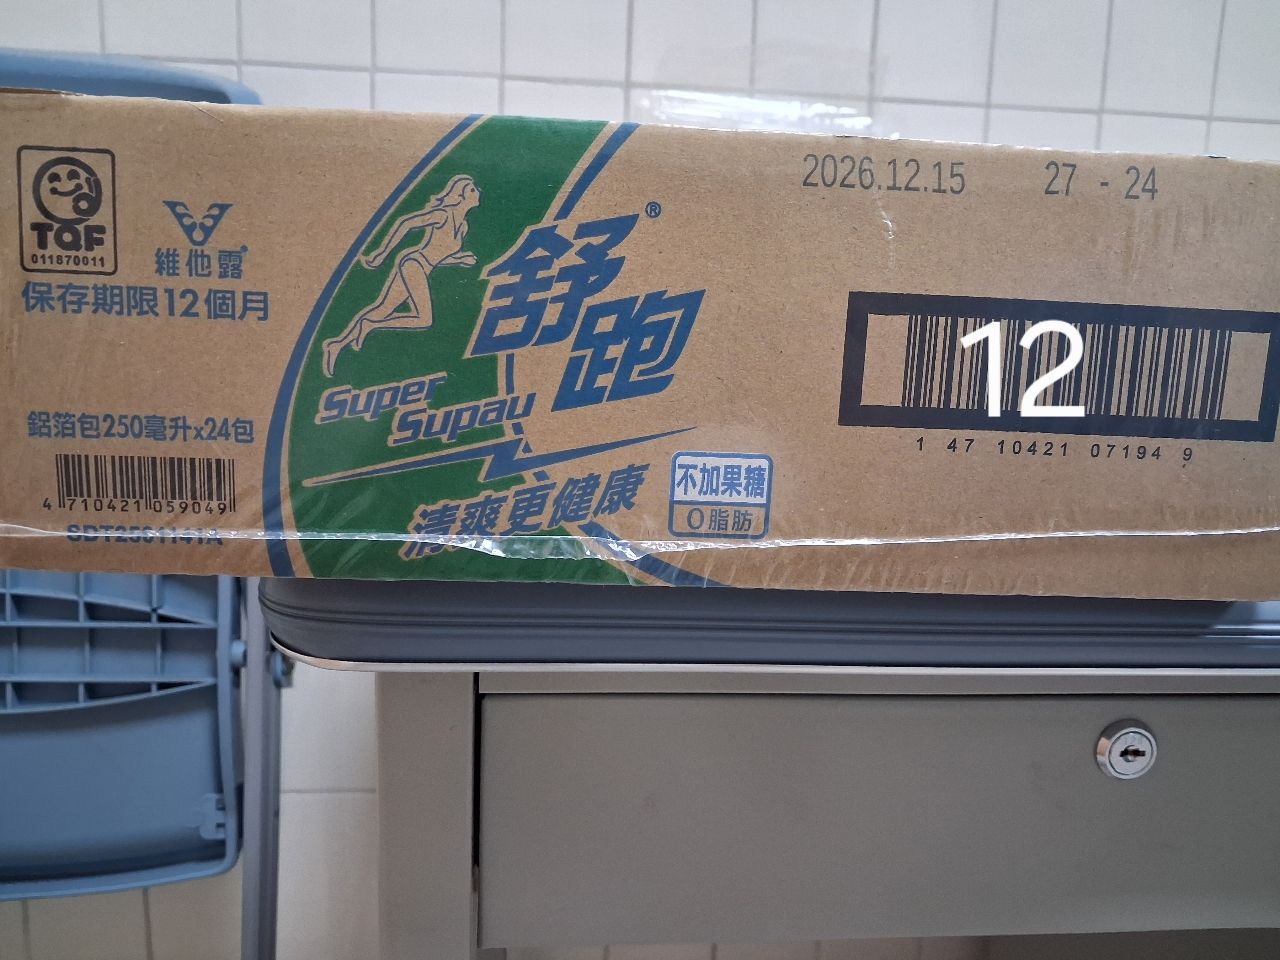 TQF
011870011
維他露®
保存期限12個月
鋁箔包250毫升x24包
4 710421 059049
舒跑®
Super
Supau
清爽更健康
不加果糖
0脂肪
2026.12.15 27 - 24
12
1 47 10421 07194 9